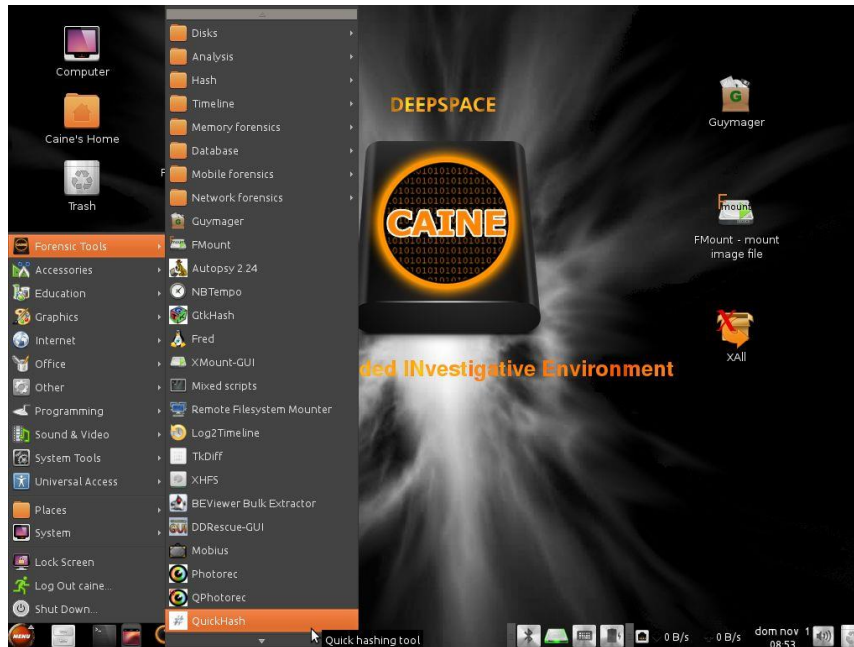 Computer
Caine's Home
Trash
Forensic Tools
Accessories
Education
Graphics
Internet
Office
Other
Programming
Sound & Video
System Tools
Universal Access
Places
System
Lock Screen
Log Out caine...
Shut Down...
MENU
Disks
Analysis
Hash
Timeline
Memory forensics
Database
Mobile forensics
Network forensics
Guymager
FMount
Autopsy 2.24
NBTempo
GtkHash
Fred
XMount-GUI
Mixed scripts
Remote Filesystem Mounter
Log2Timeline
TkDiff
XHFS
BEViewer Bulk Extractor
DDRescue-GUI
Mobius
Photorec
QPhotorec
QuickHash
Quick hashing tool
DEEPSPACE
CAINE
ded INvestigative Environment
Guymager
Fmount
FMount - mount
image file
XAll
0 B/s
0 B/s
dom nov 1
08:53